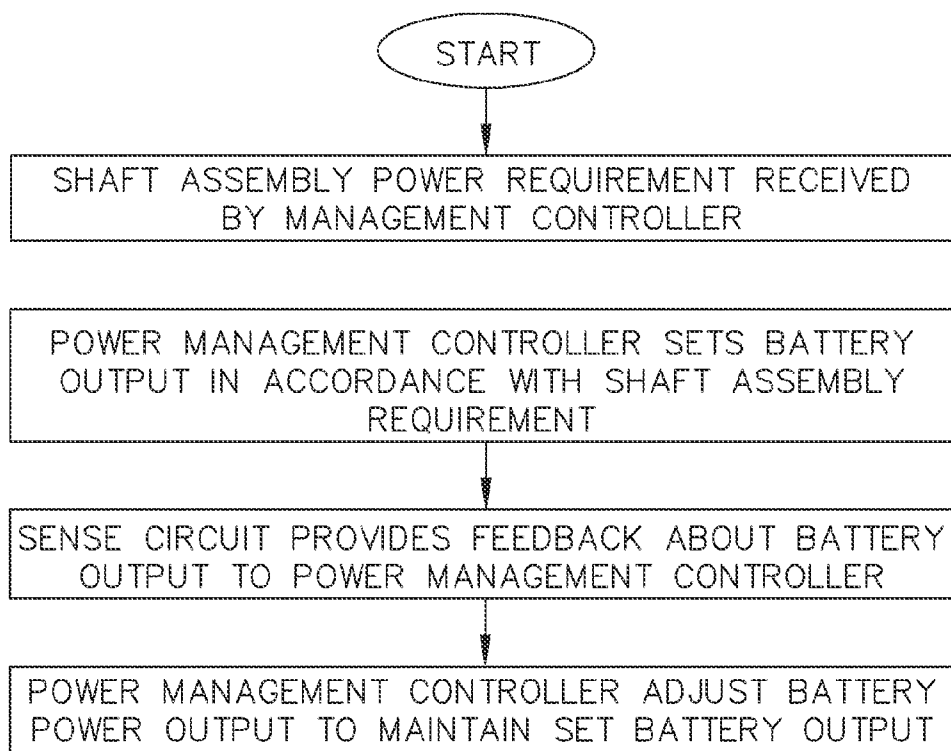 START
SHAFT ASSEMBLY POWER REQUIREMENT RECEIVED
BY MANAGEMENT CONTROLLER
POWER MANAGEMENT CONTROLLER SETS BATTERY
OUTPUT IN ACCORDANCE WITH SHAFT ASSEMBLY
REQUIREMENT
SENSE CIRCUIT PROVIDES FEEDBACK ABOUT BATTERY
OUTPUT TO POWER MANAGEMENT CONTROLLER
POWER MANAGEMENT CONTROLLER ADJUST BATTERY
POWER OUTPUT TO MAINTAIN SET BATTERY OUTPUT